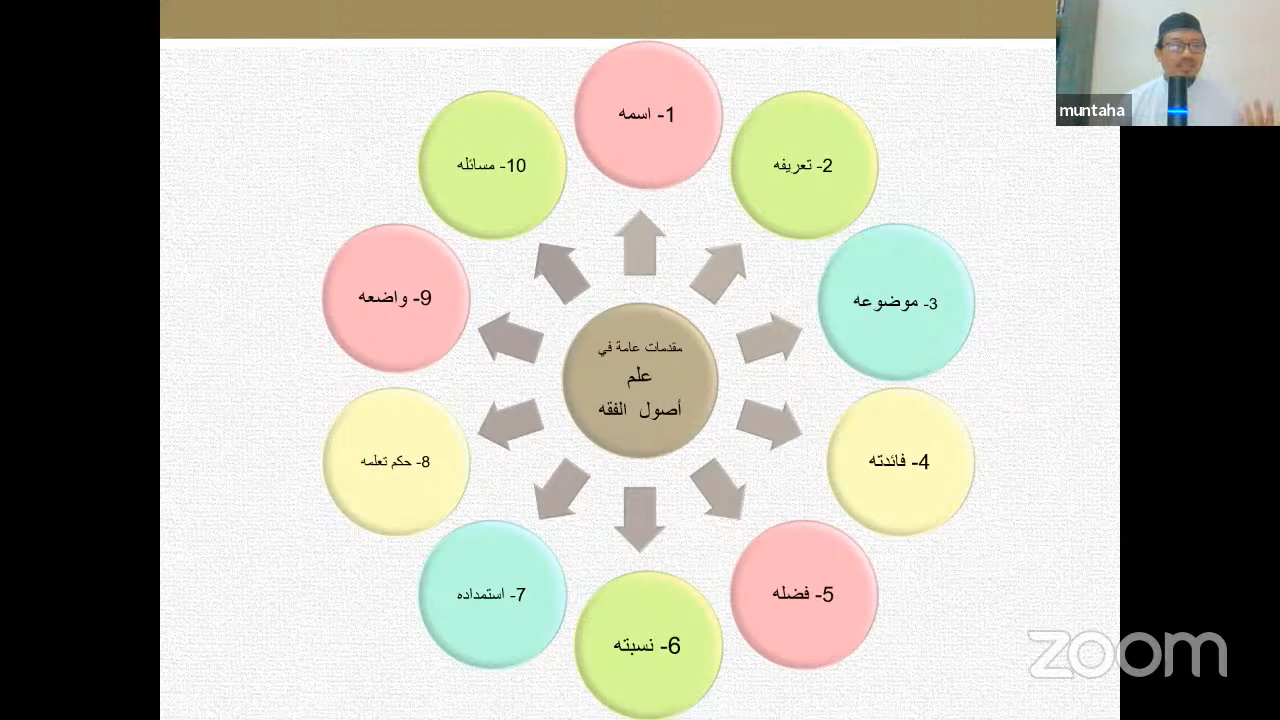 مقدمات عامة في
علم
أصول الفقه
1- اسمه
2- تعريفه
3- موضوعه
4- فائدته
5- فضله
6- نسبته
7- استمداده
8- حكم تعلمه
9- واضعه
10- مسائله
muntaha
zoom